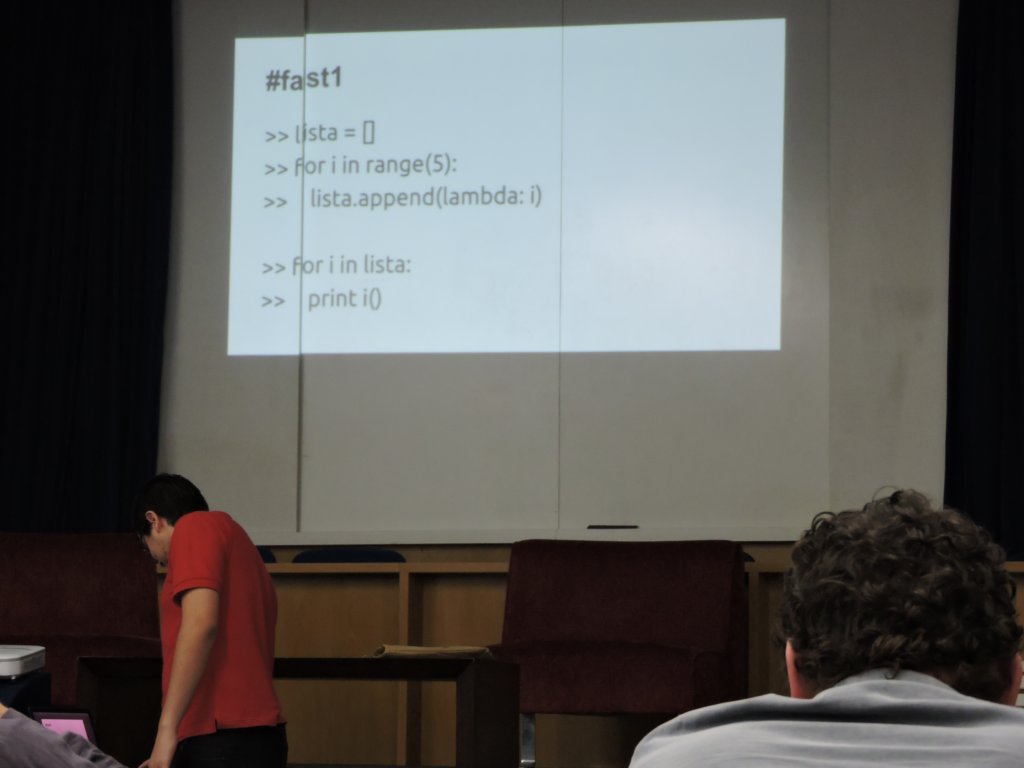 #fast1
>> lista = []
>> for i in range(5):
>> lista.append(lambda: i)
>> for i in lista:
>> print i()